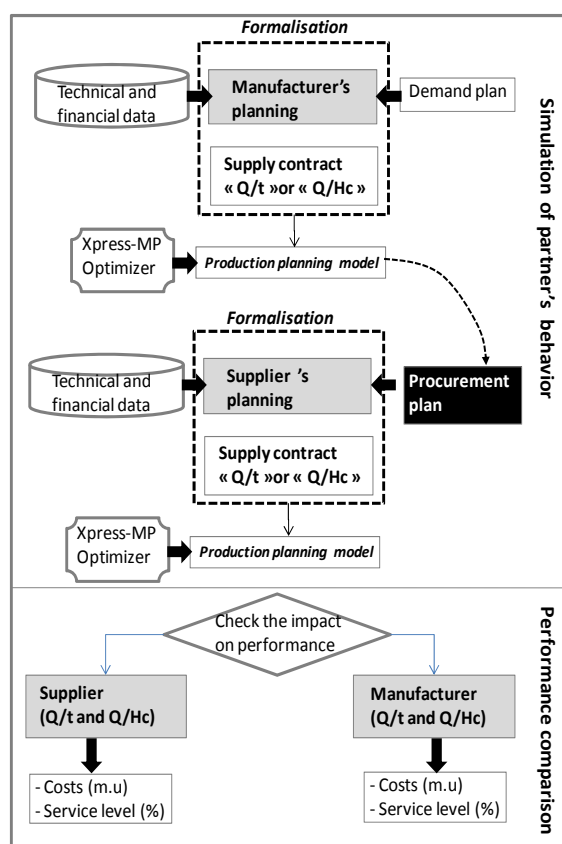 Formalisation
Technical and
financial data
Manufacturer's
planning
Demand plan
Supply contract
« Q/t »or « Q/Hc »
Xpress-MP
Optimizer
Production planning model
Formalisation
Technical and
financial data
Supplier 's
planning
Procurement
plan
Supply contract
« Q/t »or « Q/Hc »
Xpress-MP
Optimizer
Production planning model
Simulation of partner's behavior
Check the impact
on performance
Supplier
(Q/t and Q/Hc)
Manufacturer
(Q/t and Q/Hc)
- Costs (m.u)
- Service level (%)
- Costs (m.u)
- Service level (%)
Performance comparison